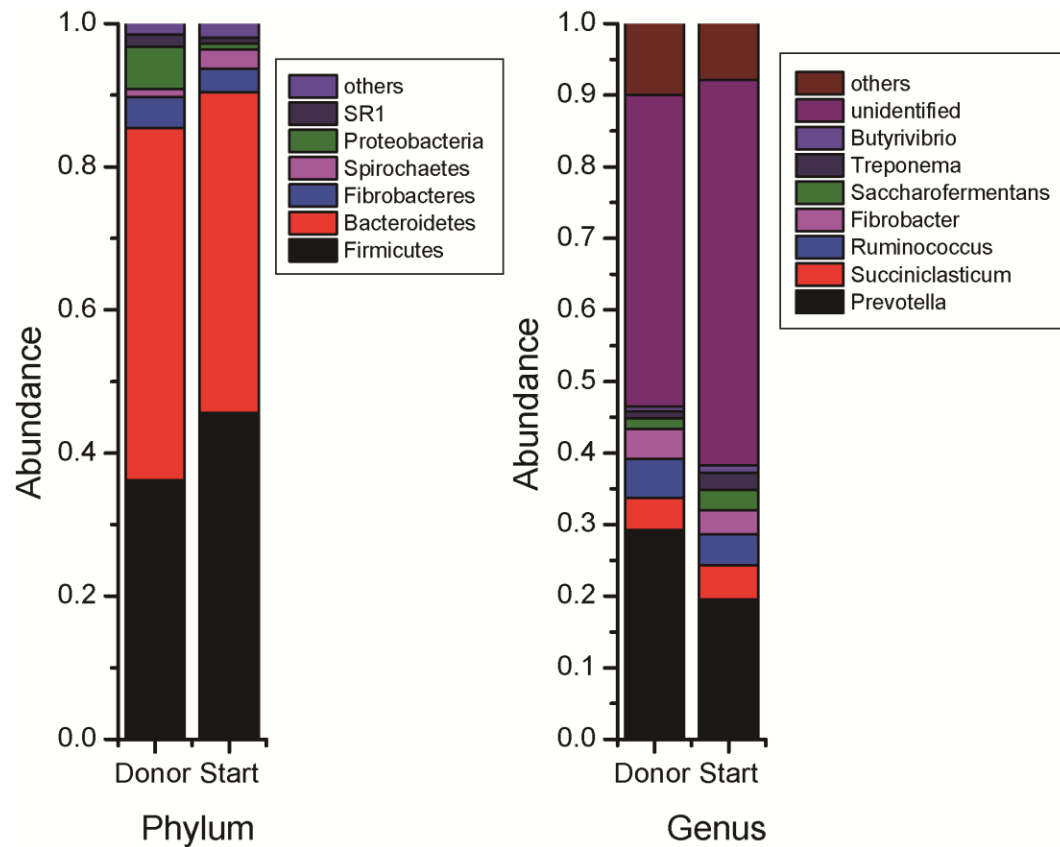 Abundance
1.0
0.8
0.6
0.4
0.2
0.0
Donor Start
Phylum
others
SR1
Proteobacteria
Spirochaetes
Fibrobacteres
Bacteroidetes
Firmicutes
Abundance
1.0
0.9
0.8
0.7
0.6
0.5
0.4
0.3
0.2
0.1
0.0
Donor Start
Genus
others
unidentified
Butyrivibrio
Treponema
Saccharofermentans
Fibrobacter
Ruminococcus
Succiniclasticum
Prevotella